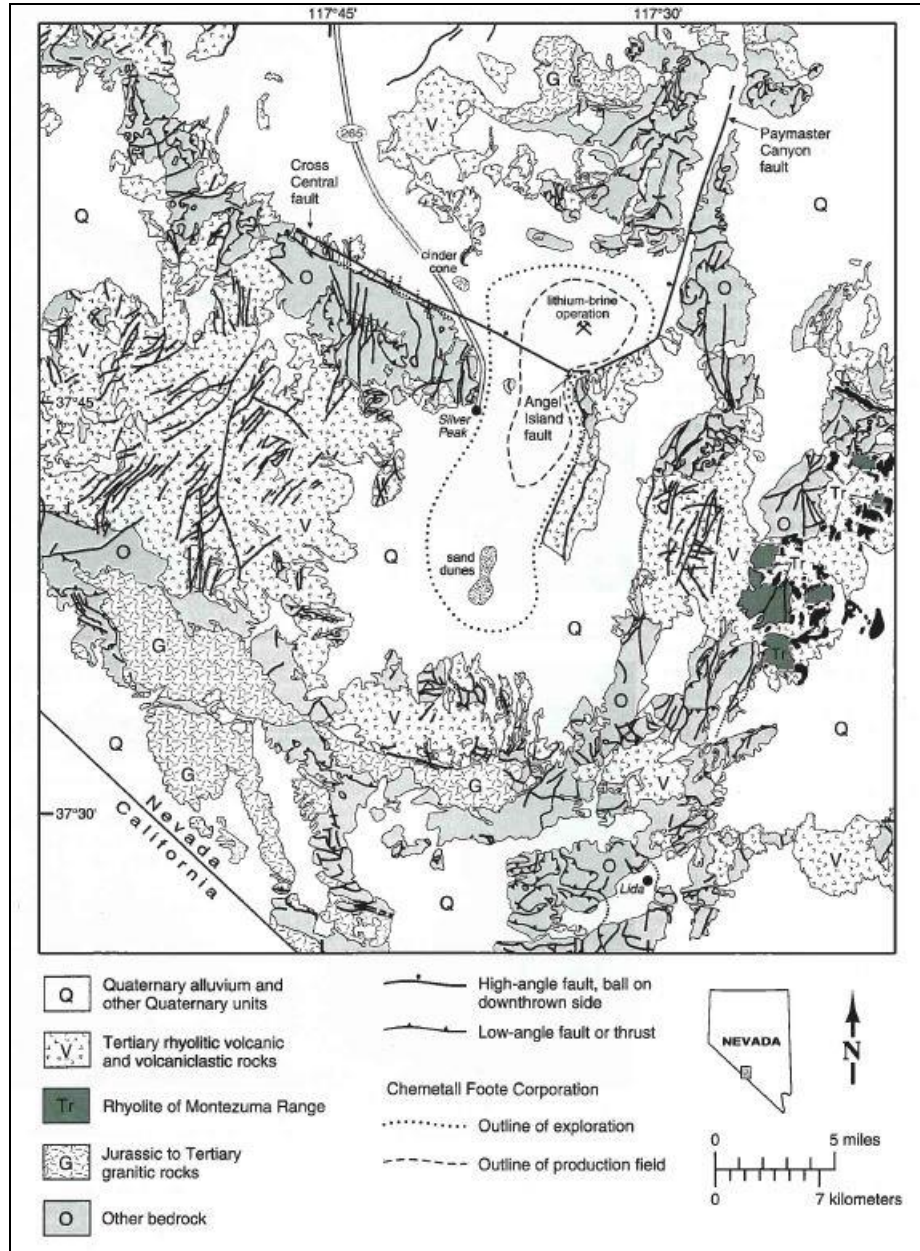 117°45'
117°30'
G
V
265
Paymaster
Canyon
fault
Cross
Central
fault
Q
Q
cinder
cone
O
O
lithium-brine
operation
V
37°45'
Silver
Peak
Angel
Island
fault
Tr
O
V
V
O
Q
sand
dunes
Tr
Q
G
Tr
O
V
Q
Q
G
G
V
Nevada
California
37°30'
V
O
Lida
Q
Q
Quaternary alluvium and
other Quaternary units
V
Tertiary rhyolitic volcanic
and volcaniclastic rocks
Tr
Rhyolite of Montezuma Range
G
Jurassic to Tertiary
granitic rocks
O
Other bedrock
High-angle fault, ball on
downthrown side
Low-angle fault or thrust
Chemetall Foote Corporation
Outline of exploration
Outline of production field
NEVADA
N
0
5 miles
0
7 kilometers